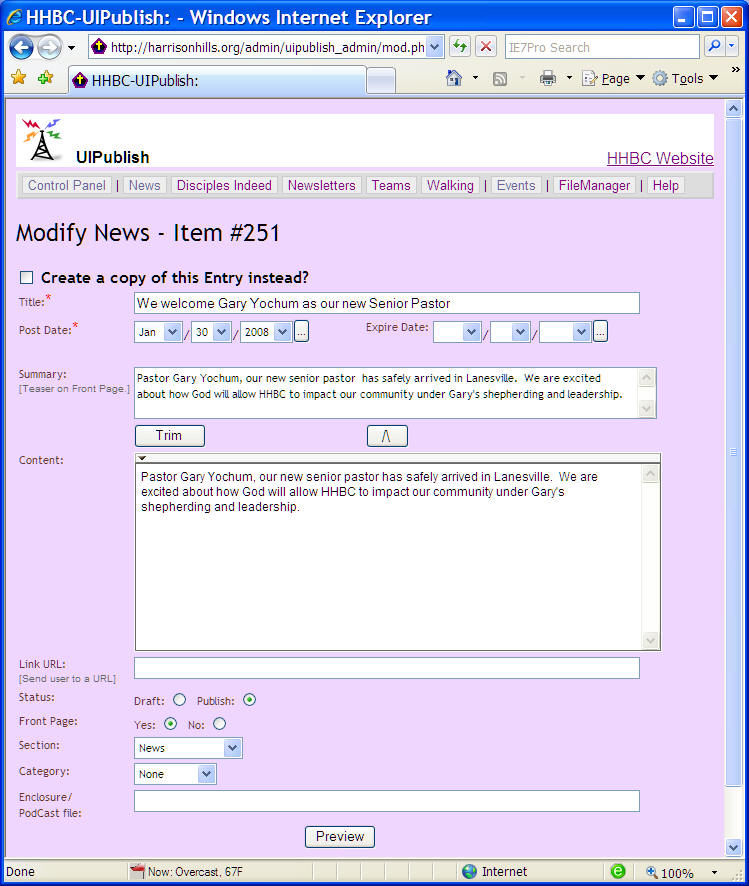 HHBC-UIPublish: - Windows Internet Explorer
http://harrisonhills.org/admin/uipublish_admin/mod.ph
IE7Pro Search
HHBC-UIPublish:
Page
Tools
»
UIPublish
HHBC Website
Control Panel | News Disciples Indeed Newsletters Teams Walking | Events | FileManager | Help
Modify News - Item #251
Create a copy of this Entry instead?
Title:* We welcome Gary Yochum as our new Senior Pastor
Post Date:* Jan / 30 / 2008 ... Expire Date: / / ...
Summary:
[Teaser on Front Page.]
Pastor Gary Yochum, our new senior pastor has safely arrived in Lanesville. We are excited
about how God will allow HHBC to impact our community under Gary's shepherding and leadership.
Trim /\
Content:
Pastor Gary Yochum, our new senior pastor has safely arrived in Lanesville. We are
excited about how God will allow HHBC to impact our community under Gary's
shepherding and leadership.
Link URL:
[Send user to a URL]
Status: Draft: Publish:
Front Page: Yes: No:
Section: News
Category: None
Enclosure/
PodCast file:
Preview
Done Now: Overcast, 67F Internet 100%